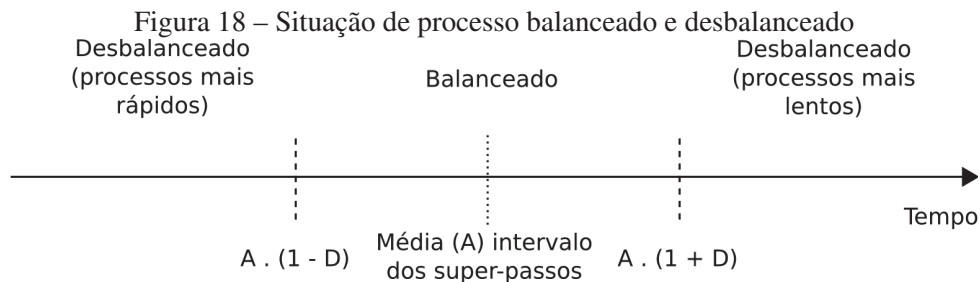 Figura 18 – Situação de processo balanceado e desbalanceado
Desbalanceado
(processos mais
rápidos)
Balanceado
Desbalanceado
(processos mais
lentos)
Tempo
A . (1 - D)
Média (A) intervalo
dos super-passos
A . (1 + D)